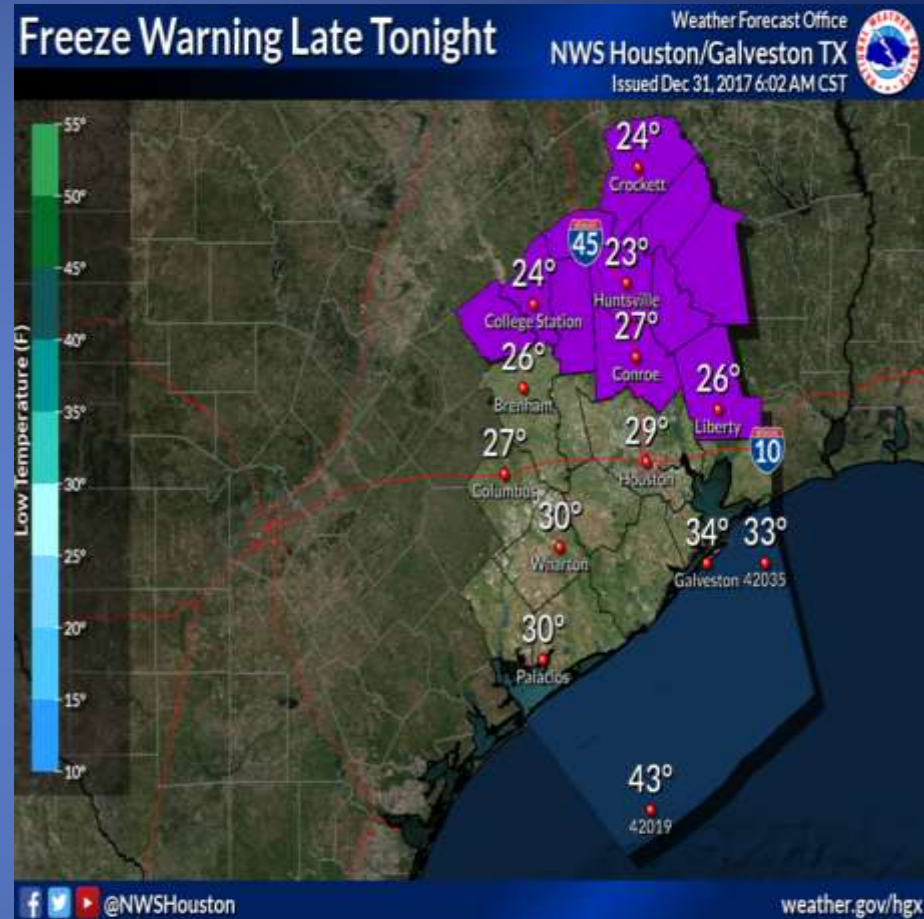 Freeze Warning Late Tonight
Weather Forecast Office
NWS Houston/Galveston TX
Issued Dec 31, 2017 6:02 AM CST
NATIONAL WEATHER SERVICE
Low Temperature (F)
55°
50°
45°
40°
35°
30°
25°
20°
15°
10°
24°
Crockett
45
23°
Huntsville
24°
College Station
27°
Conroe
26°
Brenham
26°
Liberty
10
27°
Columbus
29°
Houston
30°
Wharton
34°
Galveston
33°
42035
30°
Palacios
43°
42019
@NWSHouston
weather.gov/hgx